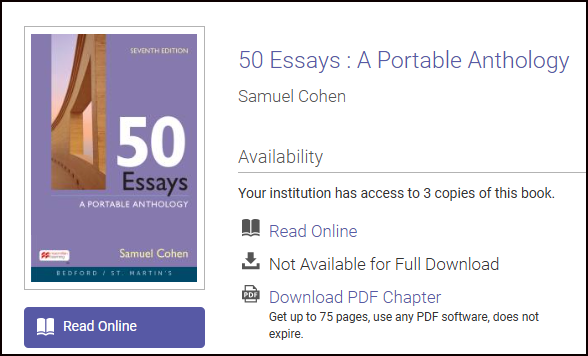 SEVENTH EDITION
50
Essays
A PORTABLE ANTHOLOGY
Samuel Cohen
BEDFORD / ST. MARTIN'S
Read Online
50 Essays : A Portable Anthology
Samuel Cohen
Availability
Your institution has access to 3 copies of this book.
Read Online
Not Available for Full Download
PDF
Download PDF Chapter
Get up to 75 pages, use any PDF software, does not
expire.